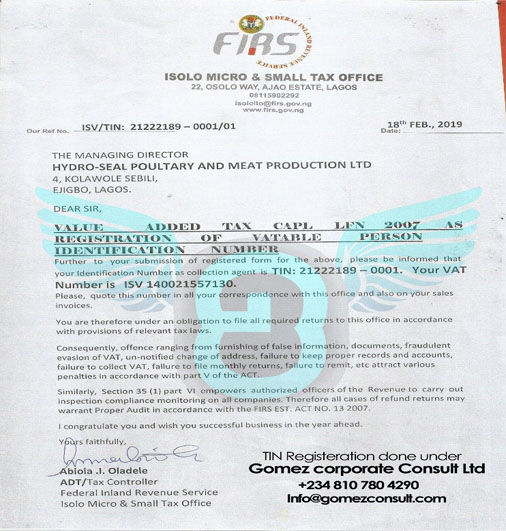 FEDERAL INLAND REVENUE SERVICE
FIRS
ISOLO MICRO & SMALL TAX OFFICE
22, OSOLO WAY, AJAO ESTATE, LAGOS
08115902292
isoloito@firs.gov.ng
www.firs.gov.ng
Our Ref No. ISV/TIN: 21222189 - 0001/01
18th FEB., 2019
Date:
THE MANAGING DIRECTOR
HYDRO-SEAL POULTARY AND MEAT PRODUCTION LTD
4, KOLAWOLE SEBILI,
EJIGBO, LAGOS.
DEAR SIR,
VALUE ADDED TAX CAPL LFN 2007 AS
REGISTRATION OF VATABLE PERSON
IDENTIFICATION NUMBER
Further to your submission of registered form for the above, please be informed that
your Identification Number as collection agent is TIN: 21222189 - 0001. Your VAT
Number is ISV 140021557130.
Please, quote this number in all your correspondence with this office and also on your sales
invoices.
You are therefore under an obligation to file all required returns to this office in accordance
with provisions of relevant tax laws.
Consequently, offence ranging from furnishing of false information, documents, fraudulent
evasion of VAT, un-notified change of address, failure to keep proper records and accounts,
failure to collect VAT, failure to file monthly returns, failure to remit, etc attract various
penalties in accordance with part V of the ACT.
Similarly, Section 35 (1) part VI empowers authorized officers of the Revenue to carry out
inspection compliance monitoring on all companies. Therefore all cases of refund returns may
warrant Proper Audit in accordance with the FIRS EST. ACT NO. 13 2007.
I congratulate you and wish you successful business in the year ahead.
Yours faithfully,
Abiola .I. Oladele
ADT/Tax Controller
Federal Inland Revenue Service
Isolo Micro & Small Tax Office
TIN Registeration done under
Gomez corporate Consult Ltd
+234 810 780 4290
Info@gomezconsult.com